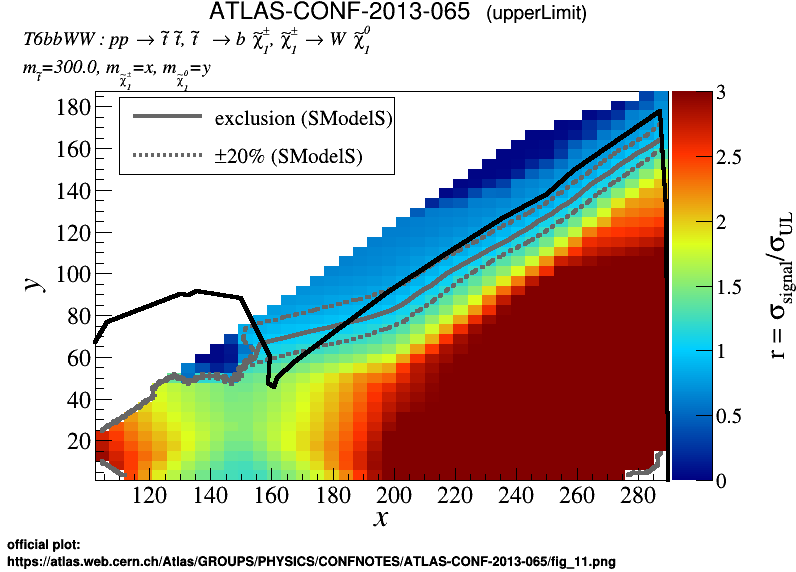 ATLAS-CONF-2013-065 (upperLimit)
T6bbWW : pp → t̃ t̃, t̃ → b χ̃₁±, χ̃₁± → W χ̃₁⁰
m_t̃=300.0, m_χ̃₁±=x, m_χ̃₁⁰=y
exclusion (SModelS)
±20% (SModelS)
180
160
140
120
100
80
60
40
20
y
120 140 160 180 200 220 240 260 280
x
3
2.5
2
1.5
1
0.5
0
r = σ_signal/σ_UL
official plot:
https://atlas.web.cern.ch/Atlas/GROUPS/PHYSICS/CONFNOTES/ATLAS-CONF-2013-065/fig_11.png